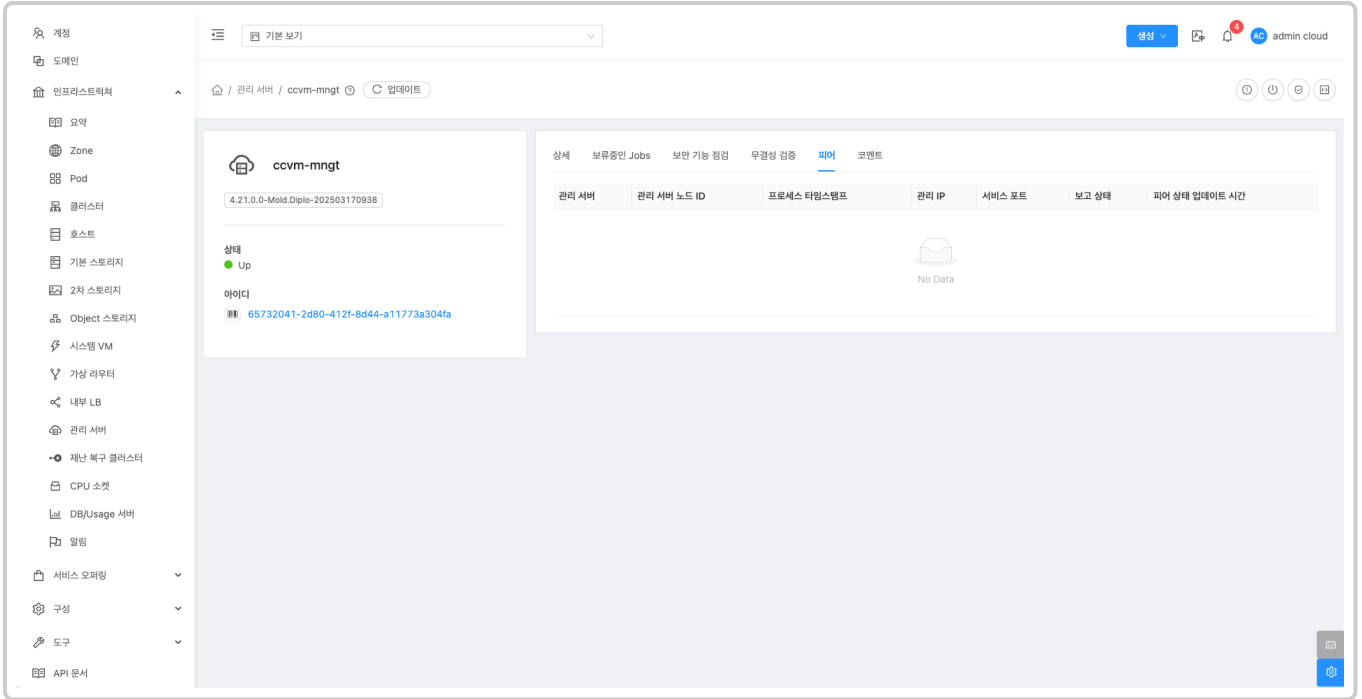 계정
도메인
인프라스트럭쳐
요약
Zone
Pod
클러스터
호스트
기본 스토리지
2차 스토리지
Object 스토리지
시스템 VM
가상 라우터
내부 LB
관리 서버
재난 복구 클러스터
CPU 소켓
DB/Usage 서버
알림
서비스 오퍼링
구성
도구
API 문서
기본 보기
생성
4
AC admin cloud
/ 관리 서버 / ccvm-mngt 업데이트
ccvm-mngt
4.21.0.0-Mold.Diplo-202503170938
상태
Up
아이디
65732041-2d80-412f-8d44-a11773a304fa
상세 보류중인 Jobs 보안 기능 점검 무결성 검증 피어 코멘트
관리 서버 관리 서버 노드 ID 프로세스 타임스탬프 관리 IP 서비스 포트 보고 상태 피어 상태 업데이트 시간
No Data